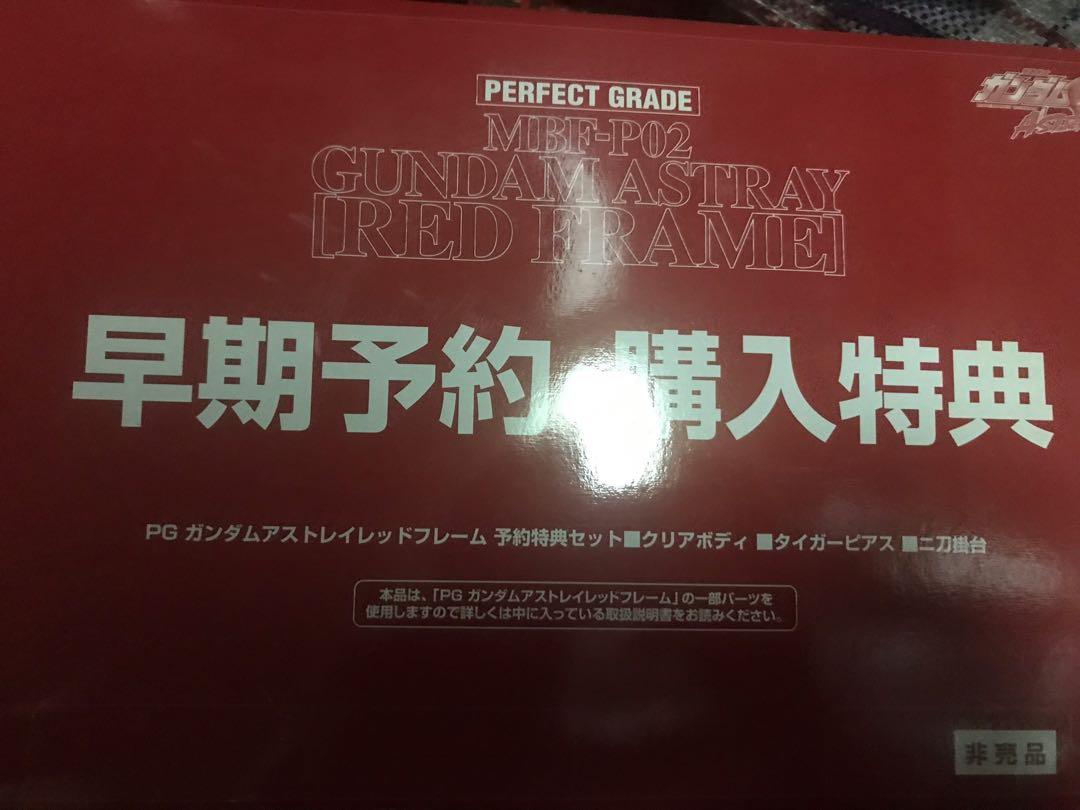 PERFECT GRADE
ガンダム
MBF-P02
GUNDAM ASTRAY
[RED FRAME]
早期予約 購入特典
PG ガンダムアストレイレッドフレーム 予約特典セット■クリアボディ ■タイガーピアス ■二刀掛台
本品は、「PG ガンダムアストレイレッドフレーム」の一部パーツを
使用しますので詳しくは中に入っている取扱説明書をお読みください。
非売品